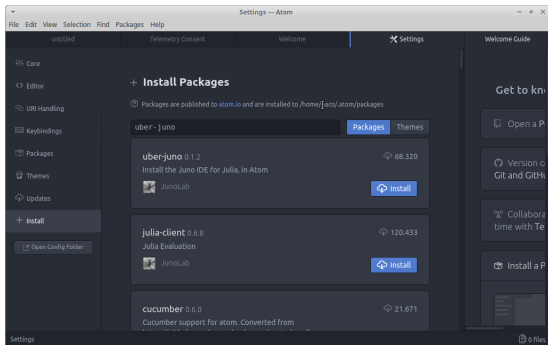 Settings — Atom
File Edit View Selection Find Packages Help
untitled
Telemetry Consent
Welcome
Settings
Welcome Guide
Core
Editor
URI Handling
Keybindings
Packages
Themes
Updates
Install
Open Config Folder
+ Install Packages
Packages are published to atom.io and are installed to /home/jaco/.atom/packages
uber-juno
Packages
Themes
uber-juno 0.1.2
68.320
Install the Juno IDE for Julia, in Atom
JunoLab
Install
julia-client 0.6.8
120.433
Julia Evaluation
JunoLab
Install
cucumber 0.6.0
21.671
Cucumber support for atom. Converted from
Get to kn
Open a P
Version c
Git and GitHu
Collabora
time with Te
Install a P
Settings
0 files